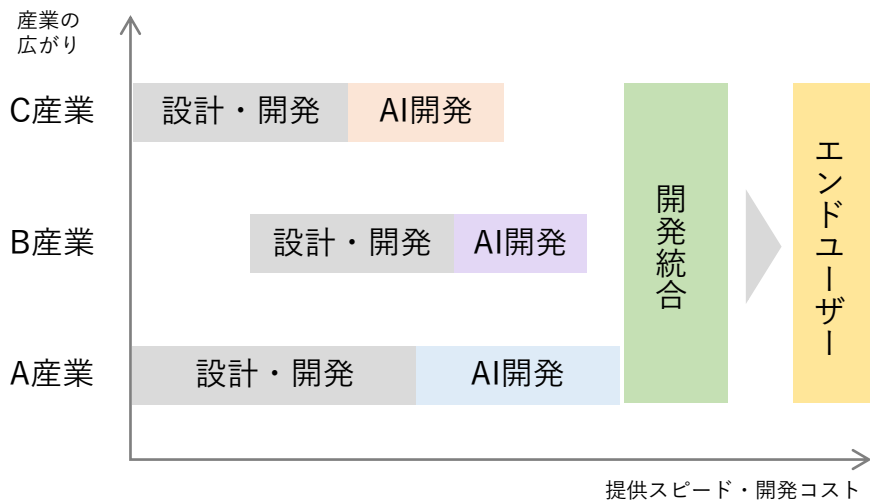 産業の
広がり
C産業
設計・開発
AI開発
B産業
設計・開発
AI開発
A産業
設計・開発
AI開発
開発統合
エンドユーザー
提供スピード・開発コスト